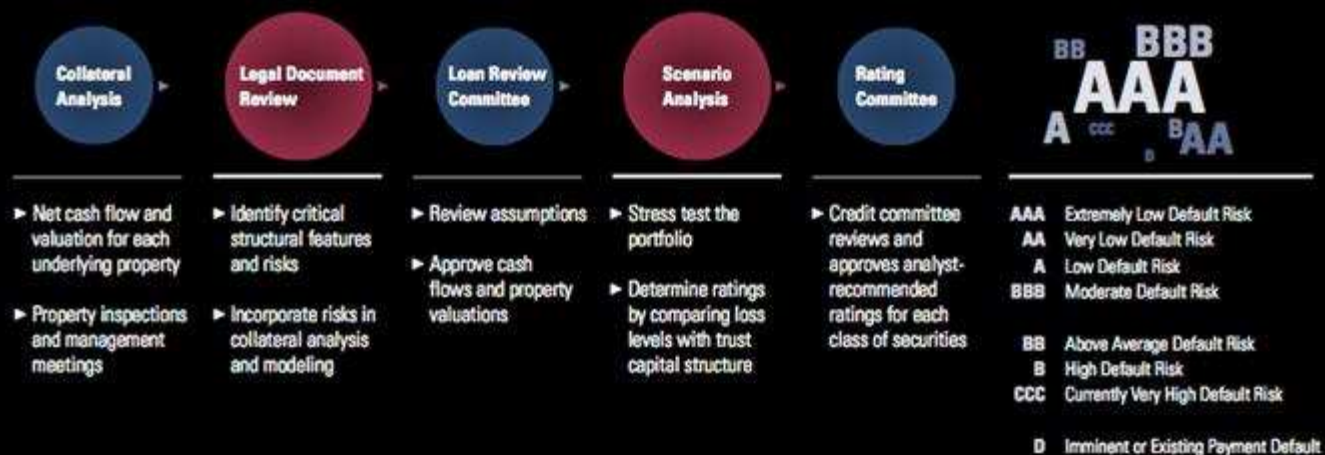 Collateral
Analysis
Legal Document
Review
Loan Review
Committee
Scenario
Analysis
Rating
Committee
BB
BBB
AAA
A
CCC
B
AA
D
► Net cash flow and
valuation for each
underlying property
► Property inspections
and management
meetings
► Identify critical
structural features
and risks
► Incorporate risks in
collateral analysis
and modeling
► Review assumptions
► Approve cash
flows and property
valuations
► Stress test the
portfolio
► Determine ratings
by comparing loss
levels with trust
capital structure
► Credit committee
reviews and
approves analyst-
recommended
ratings for each
class of securities
AAA Extremely Low Default Risk
AA Very Low Default Risk
A Low Default Risk
BBB Moderate Default Risk
BB Above Average Default Risk
B High Default Risk
CCC Currently Very High Default Risk
D Imminent or Existing Payment Default